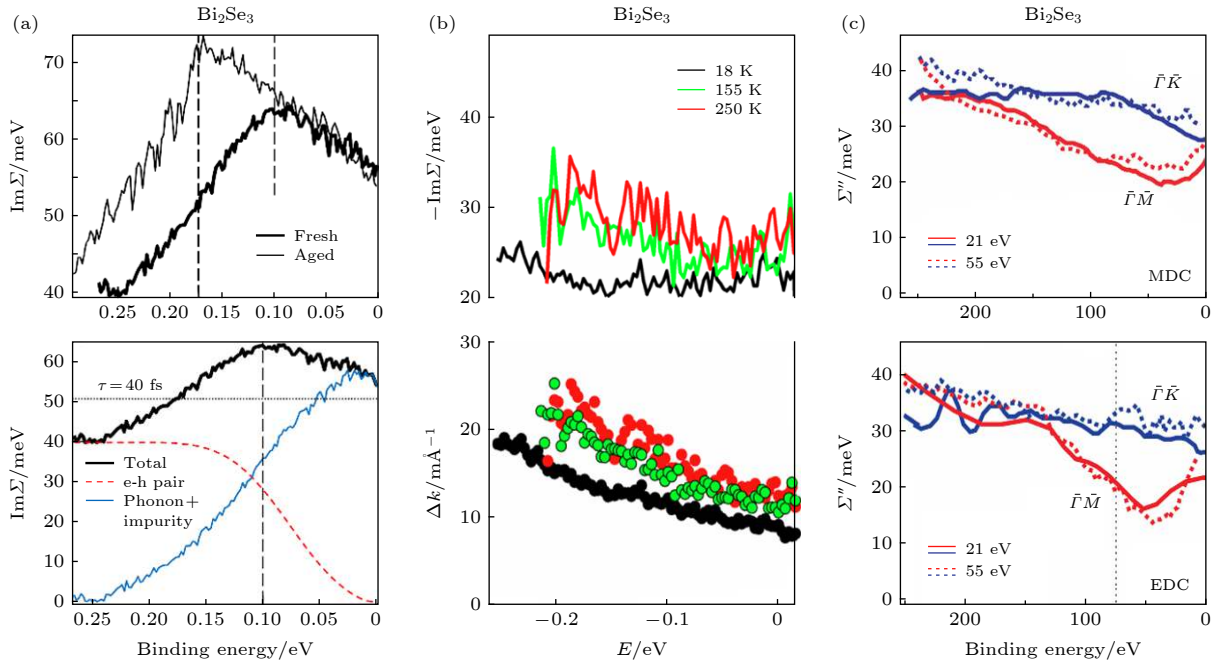 (a)
Bi₂Se₃
ImΣ/meV
70
60
50
40
Fresh
Aged
0.25
0.20
0.15
0.10
0.05
0
ImΣ/meV
60
50
40
30
20
10
0
τ=40 fs
Total
e-h pair
Phonon+
impurity
0.25
0.20
0.15
0.10
0.05
0
Binding energy/eV
(b)
Bi₂Se₃
−ImΣ/meV
40
30
20
18 K
155 K
250 K
Δk/mÅ⁻¹
30
20
10
0
−0.2
−0.1
0
E/eV
(c)
Bi₂Se₃
Σ″/meV
40
30
20
10
0
Γ̄K̄
Γ̄M̄
21 eV
55 eV
MDC
200
100
0
Σ″/meV
40
30
20
10
0
Γ̄K̄
Γ̄M̄
21 eV
55 eV
EDC
200
100
0
Binding energy/eV